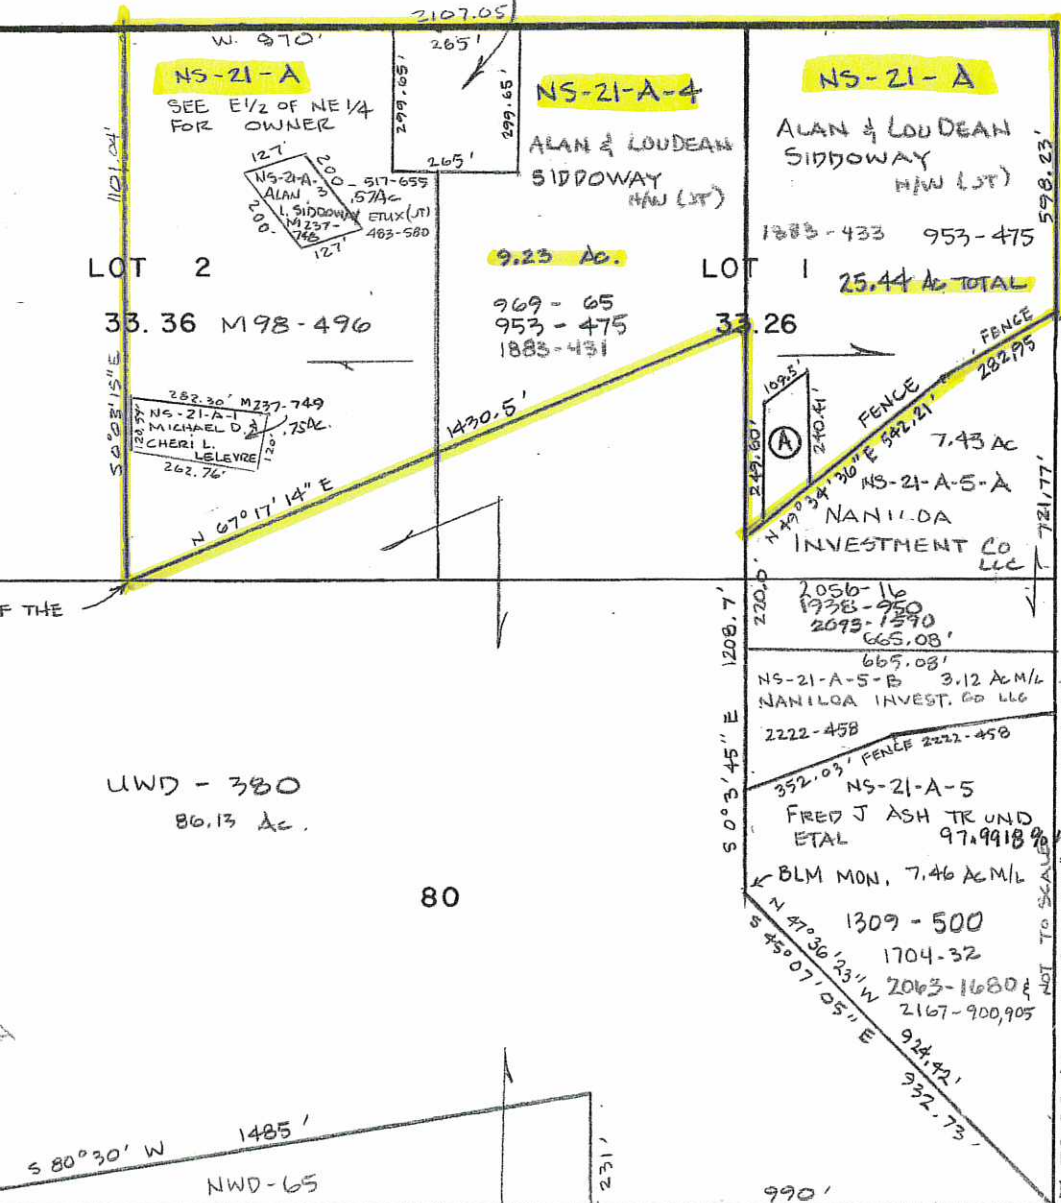 2107.05
W. 970'
265'
NS-21-A
SEE E1/2 OF NE 1/4
FOR OWNER
299.65'
299.65'
265'
1101.04'
127'
200
NS-21-A-3
ALAN
L. SIDDOWAY
M237-
748
200-
127'
517-655
.57Ac
ETUX (JT)
483-580
NS-21-A-4
ALAN & LOUDEAN
SIDDOWAY
H/W (JT)
9.23 Ac.
969 - 65
953 - 475
1883-431
NS-21-A
ALAN & LOUDEAN
SIDDOWAY
H/W (JT)
1883-433 953-475
25.44 Ac TOTAL
598.23'
LOT 2
33.36 M98-496
LOT 1
33.26
S 0°03'15" E
282.30' M237-749
NS-21-A-1
MICHAEL D. &
CHERI L.
LELEVRE
.75AC.
120.59'
120'
262.76'
1430.5'
N 67°17'14" E
FENCE
282.95
FENCE
109.5'
249.60'
240.41'
A
N 49°34'36" E 542.21'
7.43 Ac
NS-21-A-5-A
NANILOA
INVESTMENT CO
LLC
721.77'
F THE
220.0'
2056-16
1938-950
2093-1590
665.08'
665.08'
1208.7'
S 0°3'45" E
NS-21-A-5-B 3.12 Ac M/L
NANILOA INVEST. CO LLC
2222-458
352.03' FENCE 2222-458
NS-21-A-5
FRED J ASH TR UND
ETAL 97.9918%
BLM MON. 7.46 Ac M/L
1309 - 500
1704-32
2063-1680 &
2167-900,905
NOT TO SCALE
UWD - 380
86.13 Ac.
80
N 47°36'23" W
S 45°07'05" E
924.42'
932.73'
S 80°30' W 1485'
NWD-65
231'
990'